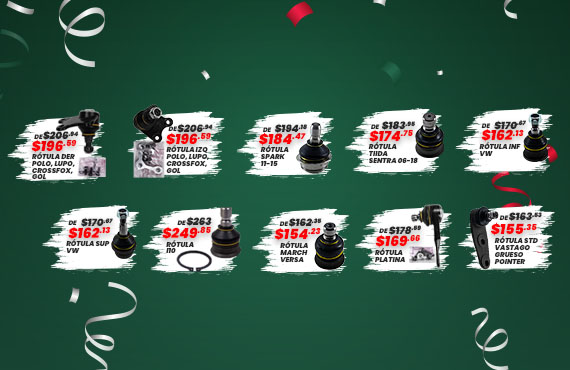 DE $206.94
$196.59
RÓTULA DER
POLO, LUPO,
CROSSFOX,
GOL
DE $206.94
$196.59
RÓTULA IZQ
POLO, LUPO,
CROSSFOX,
GOL
DE $194.18
$184.47
RÓTULA
SPARK
11-15
DE $183.95
$174.75
RÓTULA
TIIDA
SENTRA 06-18
DE $170.67
$162.13
RÓTULA INF
VW
DE $170.67
$162.13
RÓTULA SUP
VW
DE $263
$249.85
RÓTULA
I10
DE $162.35
$154.23
RÓTULA
MARCH
VERSA
DE $178.59
$169.66
RÓTULA
PLATINA
DE $163.53
$155.35
RÓTULA STD
VASTAGO
GRUESO
POINTER